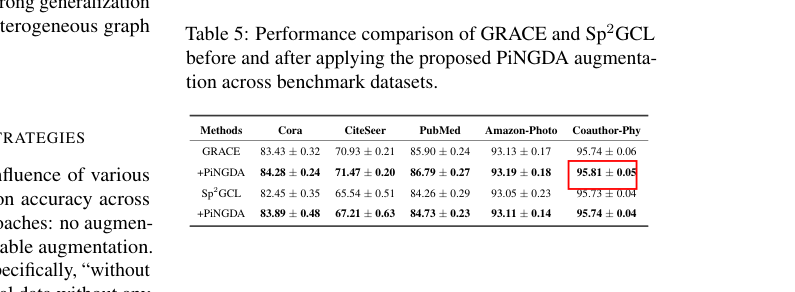 rong generalization
terogeneous graph
TRATEGIES
nfluence of various
on accuracy across
oaches: no augmen-
able augmentation.
pecifically, “without
Table 5: Performance comparison of GRACE and Sp²GCL
before and after applying the proposed PiNGDA augmenta-
tion across benchmark datasets.
Methods Cora CiteSeer PubMed Amazon-Photo Coauthor-Phy
GRACE 83.43 ± 0.32 70.93 ± 0.21 85.90 ± 0.24 93.13 ± 0.17 95.74 ± 0.06
+PiNGDA 84.28 ± 0.24 71.47 ± 0.20 86.79 ± 0.27 93.19 ± 0.18 95.81 ± 0.05
Sp²GCL 82.45 ± 0.35 65.54 ± 0.51 84.26 ± 0.29 93.05 ± 0.23 95.73 ± 0.04
+PiNGDA 83.89 ± 0.48 67.21 ± 0.63 84.73 ± 0.23 93.11 ± 0.14 95.74 ± 0.04